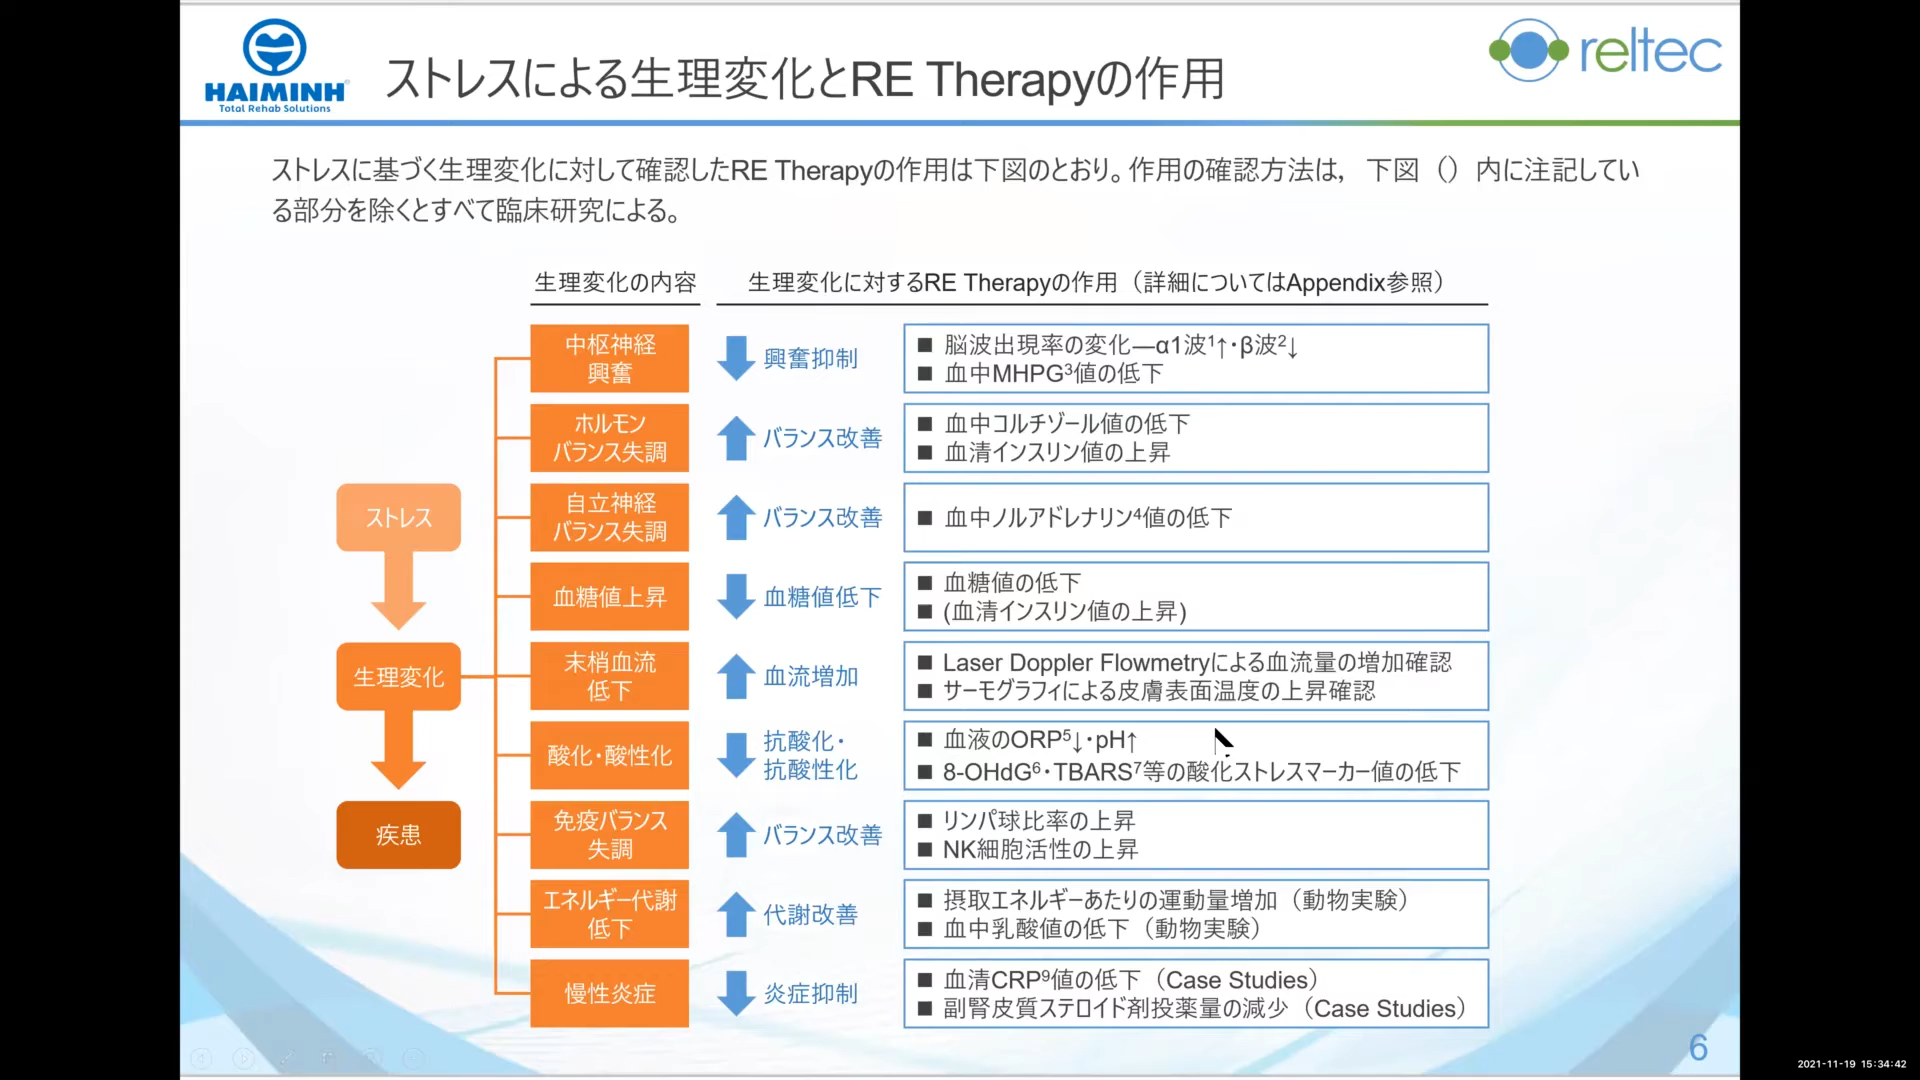 HAIMINH
Total Rehab Solutions
ストレスによる生理変化とRE Therapyの作用
reltec
ストレスに基づく生理変化に対して確認したRE Therapyの作用は下図のとおり。作用の確認方法は，下図（）内に注記してい
る部分を除くとすべて臨床研究による。
生理変化の内容
生理変化に対するRE Therapyの作用（詳細についてはAppendix参照）
ストレス
生理変化
疾患
中枢神経
興奮
興奮抑制
■ 脳波出現率の変化—α1波¹↑・β波²↓
■ 血中MHPG³値の低下
ホルモン
バランス失調
バランス改善
■ 血中コルチゾール値の低下
■ 血清インスリン値の上昇
自立神経
バランス失調
バランス改善
■ 血中ノルアドレナリン⁴値の低下
血糖値上昇
血糖値低下
■ 血糖値の低下
■ (血清インスリン値の上昇)
末梢血流
低下
血流増加
■ Laser Doppler Flowmetryによる血流量の増加確認
■ サーモグラフィによる皮膚表面温度の上昇確認
酸化・酸性化
抗酸化・
抗酸性化
■ 血液のORP⁵↓・pH↑
■ 8-OHdG⁶・TBARS⁷等の酸化ストレスマーカー値の低下
免疫バランス
失調
バランス改善
■ リンパ球比率の上昇
■ NK細胞活性の上昇
エネルギー代謝
低下
代謝改善
■ 摂取エネルギーあたりの運動量増加（動物実験）
■ 血中乳酸値の低下（動物実験）
慢性炎症
炎症抑制
■ 血清CRP⁹値の低下（Case Studies）
■ 副腎皮質ステロイド剤投薬量の減少（Case Studies）
6
2021-11-19 15:34:42